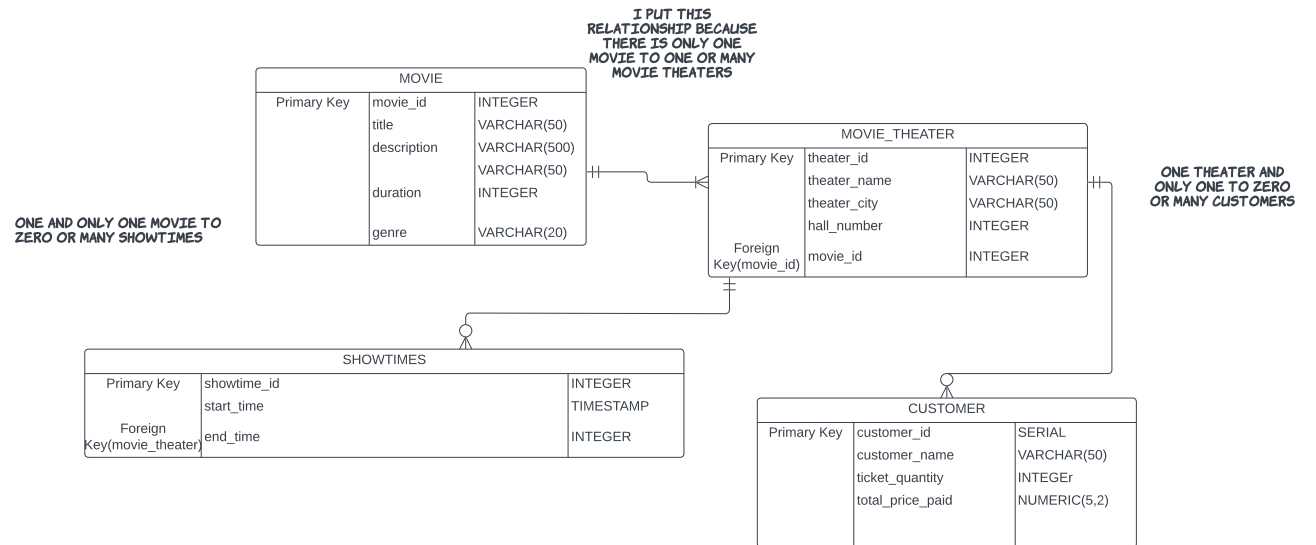 I PUT THIS
RELATIONSHIP BECAUSE
THERE IS ONLY ONE
MOVIE TO ONE OR MANY
MOVIE THEATERS
MOVIE
Primary Key movie_id INTEGER
title VARCHAR(50)
description VARCHAR(500)
VARCHAR(50)
duration INTEGER
genre VARCHAR(20)
MOVIE_THEATER
Primary Key theater_id INTEGER
theater_name VARCHAR(50)
theater_city VARCHAR(50)
hall_number INTEGER
Foreign
Key(movie_id) movie_id INTEGER
ONE THEATER AND
ONLY ONE TO ZERO
OR MANY CUSTOMERS
ONE AND ONLY ONE MOVIE TO
ZERO OR MANY SHOWTIMES
SHOWTIMES
Primary Key showtime_id INTEGER
start_time TIMESTAMP
Foreign
Key(movie_theater) end_time INTEGER
CUSTOMER
Primary Key customer_id SERIAL
customer_name VARCHAR(50)
ticket_quantity INTEGEr
total_price_paid NUMERIC(5,2)